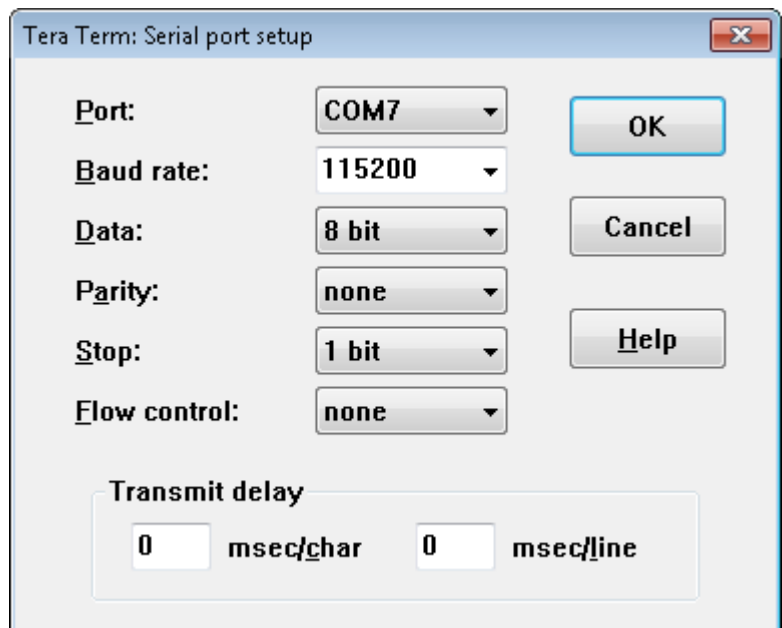 Tera Term: Serial port setup
Port: COM7 OK
Baud rate: 115200
Data: 8 bit Cancel
Parity: none
Stop: 1 bit Help
Flow control: none
Transmit delay
0 msec/char 0 msec/line